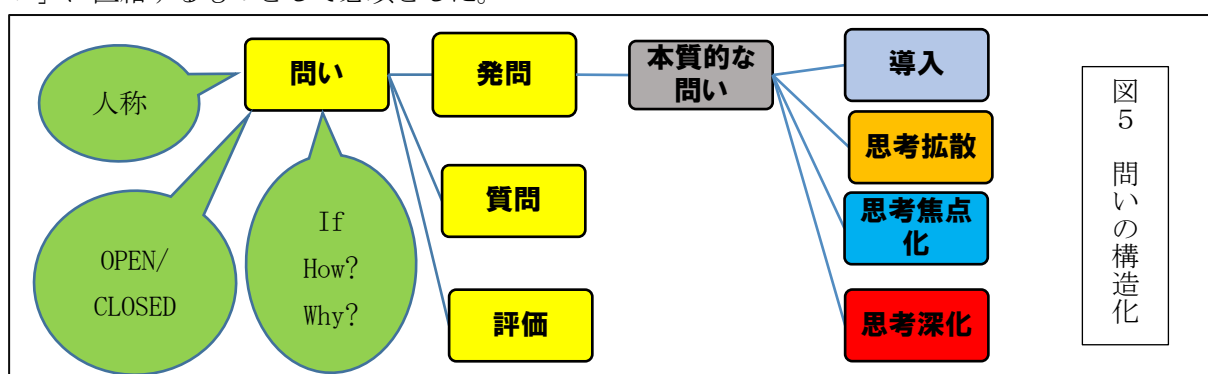 人称
問い
発問
本質的な
問い
導入
思考拡散
質問
思考焦点
化
OPEN/
CLOSED
If
How?
Why?
評価
思考深化
図５　問いの構造化